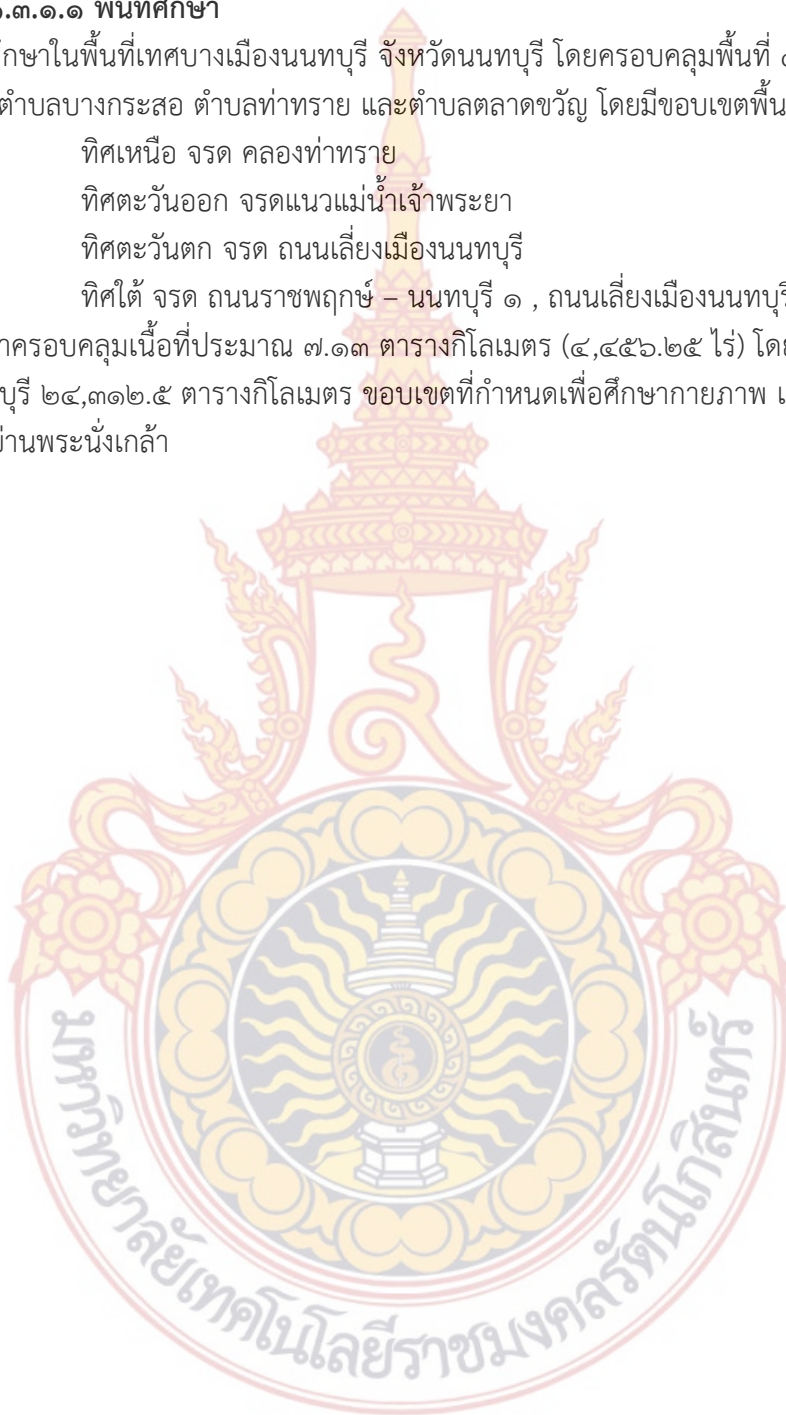 ๑.๓.๑.๑ พื้นที่ศึกษา
ศึกษาในพื้นที่เทศบางเมืองนนทบุรี จังหวัดนนทบุรี โดยครอบคลุมพื้นที่
ตำบลบางกระสอ ตำบลท่าทราย และตำบลตลาดขวัญ โดยมีขอบเขตพื้น
ทิศเหนือ จรด คลองท่าทราย
ทิศตะวันออก จรดแนวแม่น้ำเจ้าพระยา
ทิศตะวันตก จรด ถนนเลี่ยงเมืองนนทบุรี
ทิศใต้ จรด ถนนราชพฤกษ์ – นนทบุรี ๑ , ถนนเลี่ยงเมืองนนทบุรี
าครอบคลุมเนื้อที่ประมาณ ๗.๑๓ ตารางกิโลเมตร (๔,๔๕๖.๒๕ ไร่) โดย
บุรี ๒๔,๓๑๒.๕ ตารางกิโลเมตร ขอบเขตที่กำหนดเพื่อศึกษากายภาพ แ
ย่านพระนั่งเกล้า
มหาวิทยาลัยเทคโนโลยีราชมงคลรัตนโกสินทร์